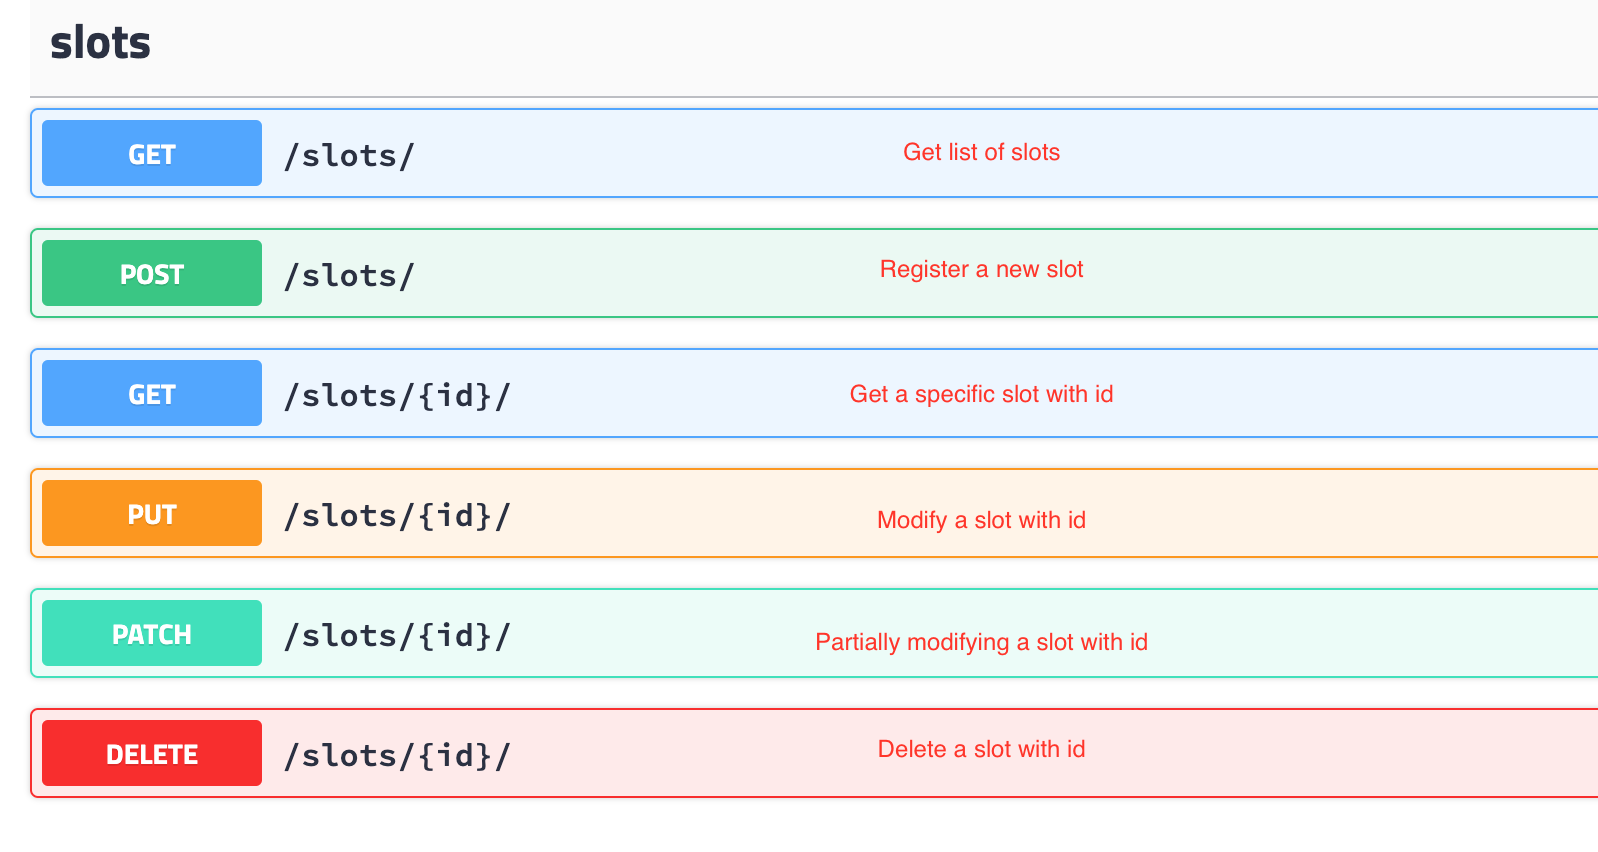 slots
GET /slots/ Get list of slots
POST /slots/ Register a new slot
GET /slots/{id}/ Get a specific slot with id
PUT /slots/{id}/ Modify a slot with id
PATCH /slots/{id}/ Partially modifying a slot with id
DELETE /slots/{id}/ Delete a slot with id